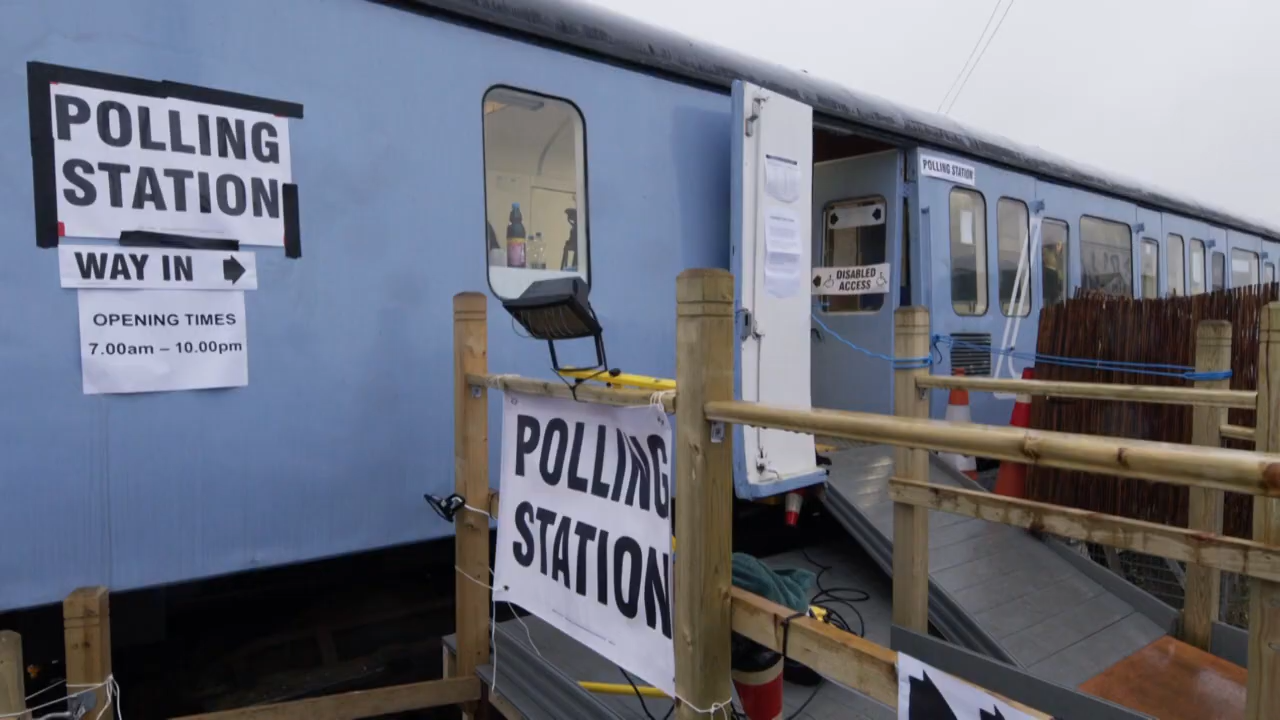 POLLING
STATION
WAY IN
OPENING TIMES
7.00am – 10.00pm
POLLING STATION
DISABLED
ACCESS
POLLING
STATION